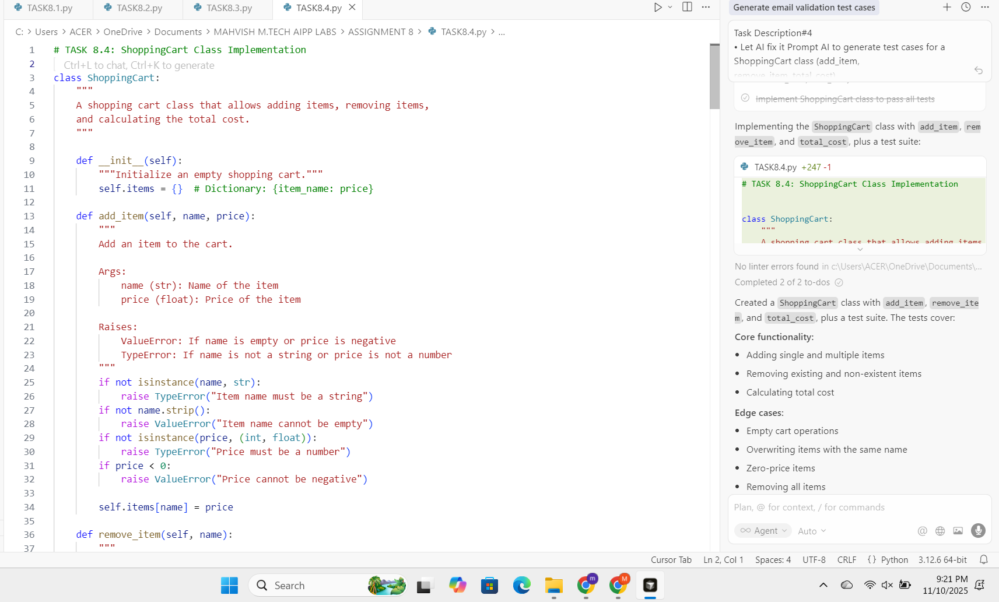 TASK8.1.py
TASK8.2.py
TASK8.3.py
TASK8.4.py
C: > Users > ACER > OneDrive > Documents > MAHVISH M.TECH AIPP LABS > ASSIGNMENT 8 > TASK8.4.py > ...
1 # TASK 8.4: ShoppingCart Class Implementation
2 Ctrl+L to chat, Ctrl+K to generate
3 class ShoppingCart:
4 """
5 A shopping cart class that allows adding items, removing items,
6 and calculating the total cost.
7 """
8
9 def __init__(self):
10 """Initialize an empty shopping cart."""
11 self.items = {} # Dictionary: {item_name: price}
12
13 def add_item(self, name, price):
14 """
15 Add an item to the cart.
16
17 Args:
18 name (str): Name of the item
19 price (float): Price of the item
20
21 Raises:
22 ValueError: If name is empty or price is negative
23 TypeError: If name is not a string or price is not a number
24 """
25 if not isinstance(name, str):
26 raise TypeError("Item name must be a string")
27 if not name.strip():
28 raise ValueError("Item name cannot be empty")
29 if not isinstance(price, (int, float)):
30 raise TypeError("Price must be a number")
31 if price < 0:
32 raise ValueError("Price cannot be negative")
33
34 self.items[name] = price
35
36 def remove_item(self, name):
37 """
Generate email validation test cases
Task Description#4
• Let AI fix it Prompt AI to generate test cases for a
ShoppingCart class (add_item,
remove_item, total_cost)
Implement ShoppingCart class to pass all tests
Implementing the ShoppingCart class with add_item, rem
ove_item, and total_cost, plus a test suite:
TASK8.4.py +247 -1
# TASK 8.4: ShoppingCart Class Implementation
class ShoppingCart:
"""
A shopping cart class that allows adding items
No linter errors found in c:\Users\ACER\OneDrive\Documents\...
Completed 2 of 2 to-dos
Created a ShoppingCart class with add_item, remove_ite
m, and total_cost, plus a test suite. The tests cover:
Core functionality:
• Adding single and multiple items
• Removing existing and non-existent items
• Calculating total cost
Edge cases:
• Empty cart operations
• Overwriting items with the same name
• Zero-price items
• Removing all items
Plan, @ for context, / for commands
Agent
Auto
Cursor Tab
Ln 2, Col 1
Spaces: 4
UTF-8
CRLF
{} Python
3.12.6 64-bit
Search
m
M
9:21 PM
11/10/2025